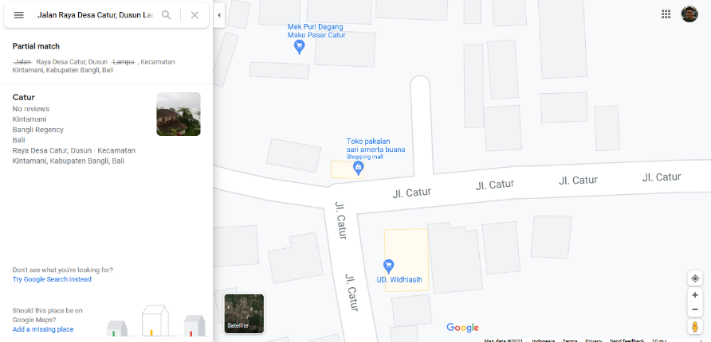 Jalan Raya Desa Catur, Dusun Lan
Partial match
Jalan Raya Desa Catur, Dusun Lampu , Kecamatan
Kintamani, Kabupaten Bangli, Bali
Catur
No reviews
Kintamani
Bangli Regency
Bali
Raya Desa Catur, Dusun · Kecamatan
Kintamani, Kabupaten Bangli, Bali
Don't see what you're looking for?
Try Google Search instead
Should this place be on
Google Maps?
Add a missing place
Mek Puri Dagang
Mako Pasar Catur
Toko pakaian
sari amerta buana
Shopping mall
Jl. Catur
Jl. Catur
Jl. Catur
Jl. Catur
Jl. Catur
Jl. Catur
UD. Widhiasih
Satellite
Google
Map data ©2021 Indonesia Terms Privacy Send feedback